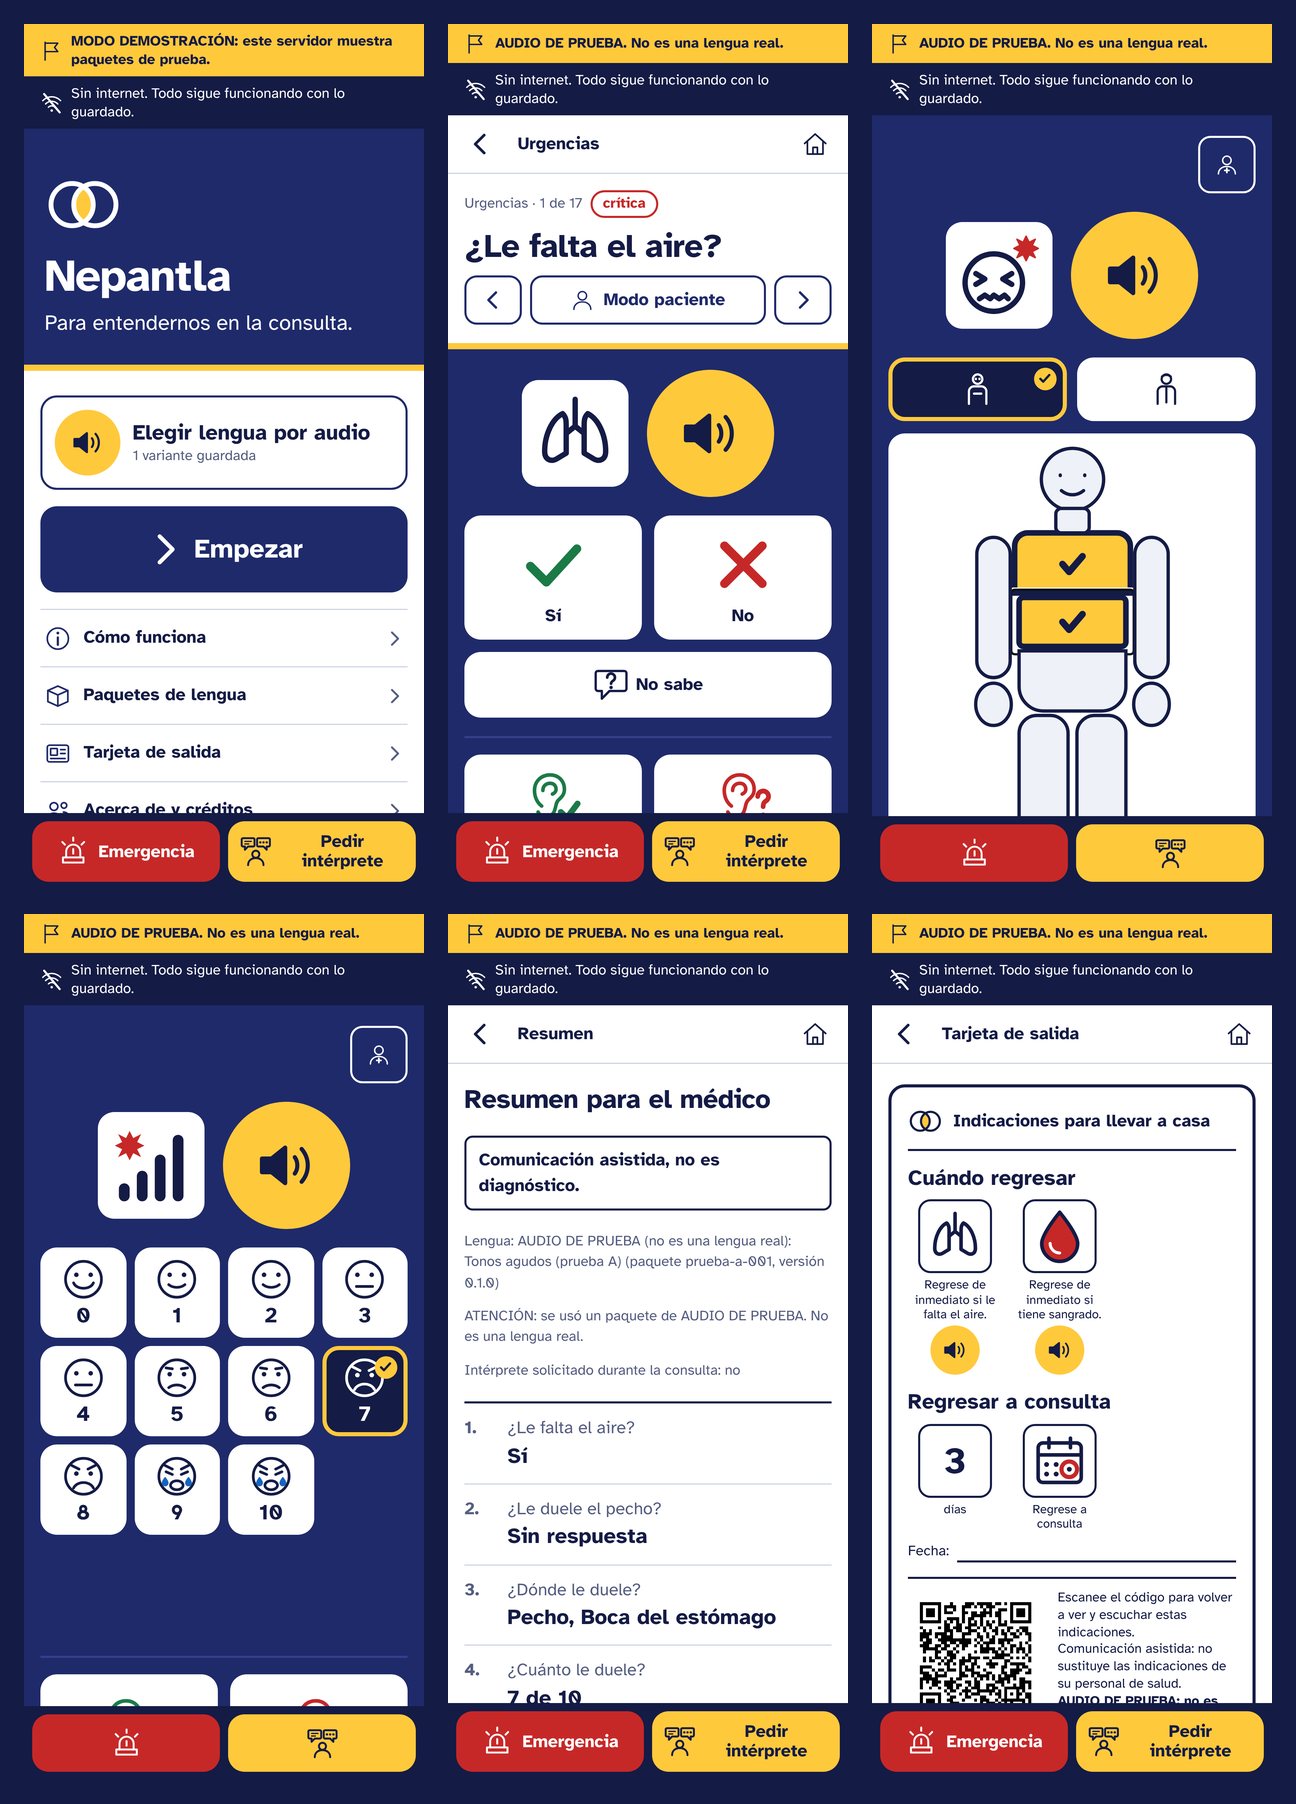 MODO DEMOSTRACIÓN: este servidor muestra
paquetes de prueba.
Sin internet. Todo sigue funcionando con lo
guardado.
Nepantla
Para entendernos en la consulta.
Elegir lengua por audio
1 variante guardada
Empezar
Cómo funciona
Paquetes de lengua
Tarjeta de salida
Acerca de y créditos
Emergencia
Pedir
intérprete
AUDIO DE PRUEBA. No es una lengua real.
Sin internet. Todo sigue funcionando con lo
guardado.
Urgencias
Urgencias · 1 de 17 crítica
¿Le falta el aire?
Modo paciente
Sí
No
No sabe
Emergencia
Pedir
intérprete
AUDIO DE PRUEBA. No es una lengua real.
Sin internet. Todo sigue funcionando con lo
guardado.
AUDIO DE PRUEBA. No es una lengua real.
Sin internet. Todo sigue funcionando con lo
guardado.
0 1 2 3
4 5 6 7
8 9 10
AUDIO DE PRUEBA. No es una lengua real.
Sin internet. Todo sigue funcionando con lo
guardado.
Resumen
Resumen para el médico
Comunicación asistida, no es
diagnóstico.
Lengua: AUDIO DE PRUEBA (no es una lengua real):
Tonos agudos (prueba A) (paquete prueba-a-001, versión
0.1.0)
ATENCIÓN: se usó un paquete de AUDIO DE PRUEBA. No
es una lengua real.
Intérprete solicitado durante la consulta: no
1. ¿Le falta el aire?
Sí
2. ¿Le duele el pecho?
Sin respuesta
3. ¿Dónde le duele?
Pecho, Boca del estómago
4. ¿Cuánto le duele?
7 de 10
Emergencia
Pedir
intérprete
AUDIO DE PRUEBA. No es una lengua real.
Sin internet. Todo sigue funcionando con lo
guardado.
Tarjeta de salida
Indicaciones para llevar a casa
Cuándo regresar
Regrese de
inmediato si le
falta el aire.
Regrese de
inmediato si
tiene sangrado.
Regresar a consulta
3
días
Regrese a
consulta
Fecha:
Escanee el código para volver
a ver y escuchar estas
indicaciones.
Comunicación asistida: no
sustituye las indicaciones de
su personal de salud.
AUDIO DE PRUEBA: no es
Emergencia
Pedir
intérprete